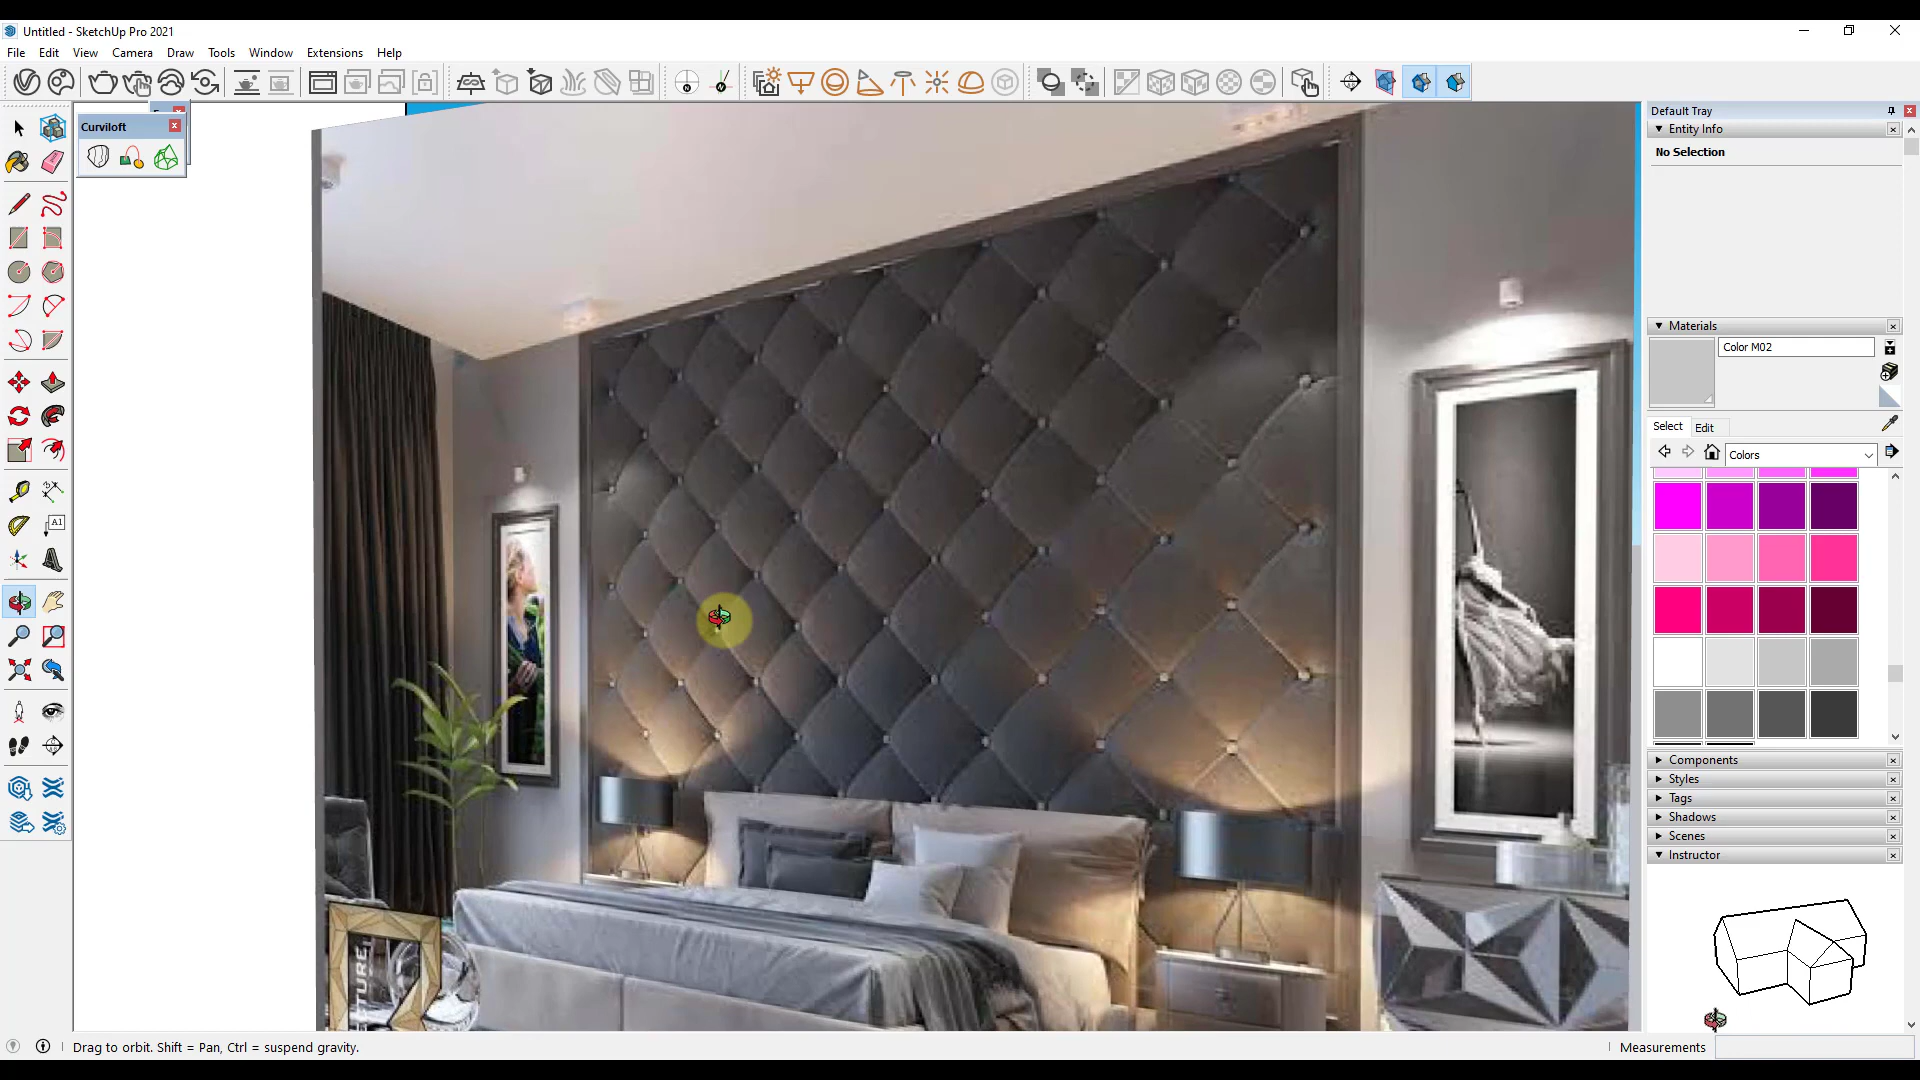 Untitled - SketchUp Pro 2021
File Edit View Camera Draw Tools Window Extensions Help
Default Tray
Curviloft
Entity Info
No Selection
A1
Materials
Color M02
Select Edit
Colors
Components
Styles
Tags
Shadows
Scenes
Instructor
Drag to orbit. Shift = Pan, Ctrl = suspend gravity.
Measurements